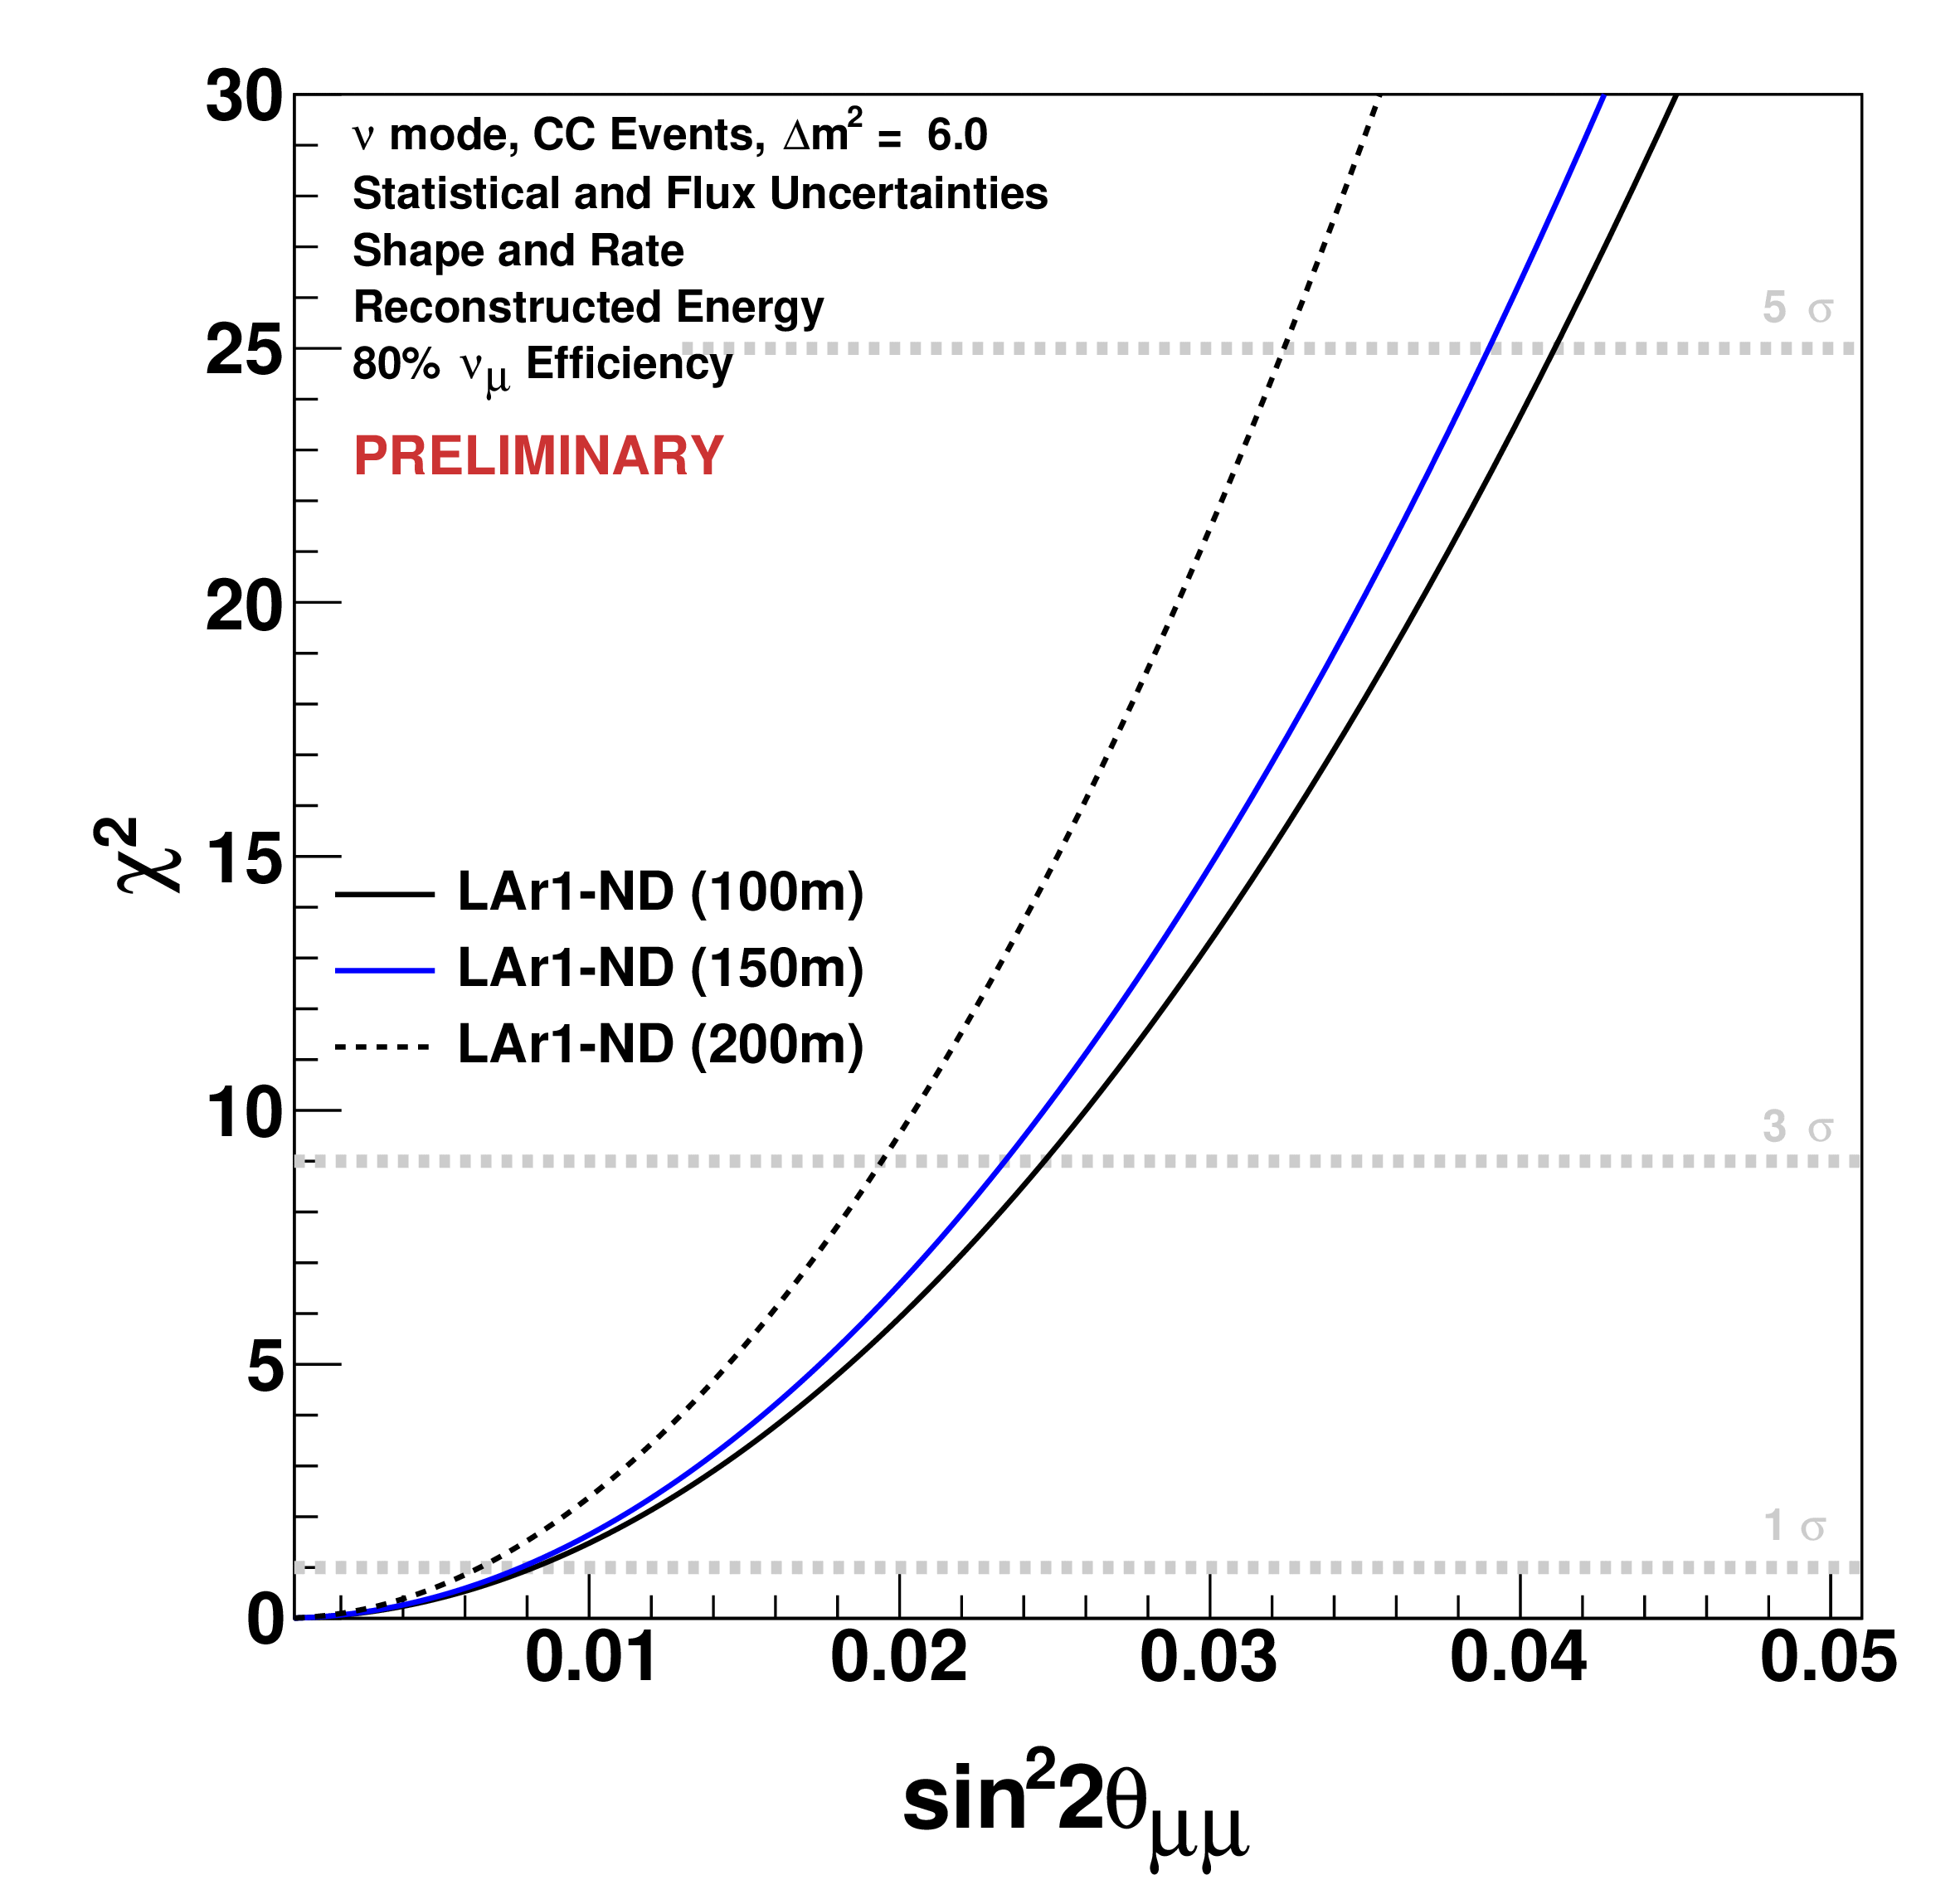 30
25
20
15
10
5
0
χ²
ν mode, CC Events, Δm² = 6.0
Statistical and Flux Uncertainties
Shape and Rate
Reconstructed Energy
80% νμ Efficiency
PRELIMINARY
5 σ
LAr1-ND (100m)
LAr1-ND (150m)
LAr1-ND (200m)
3 σ
1 σ
0.01 0.02 0.03 0.04 0.05
sin²2θμμ